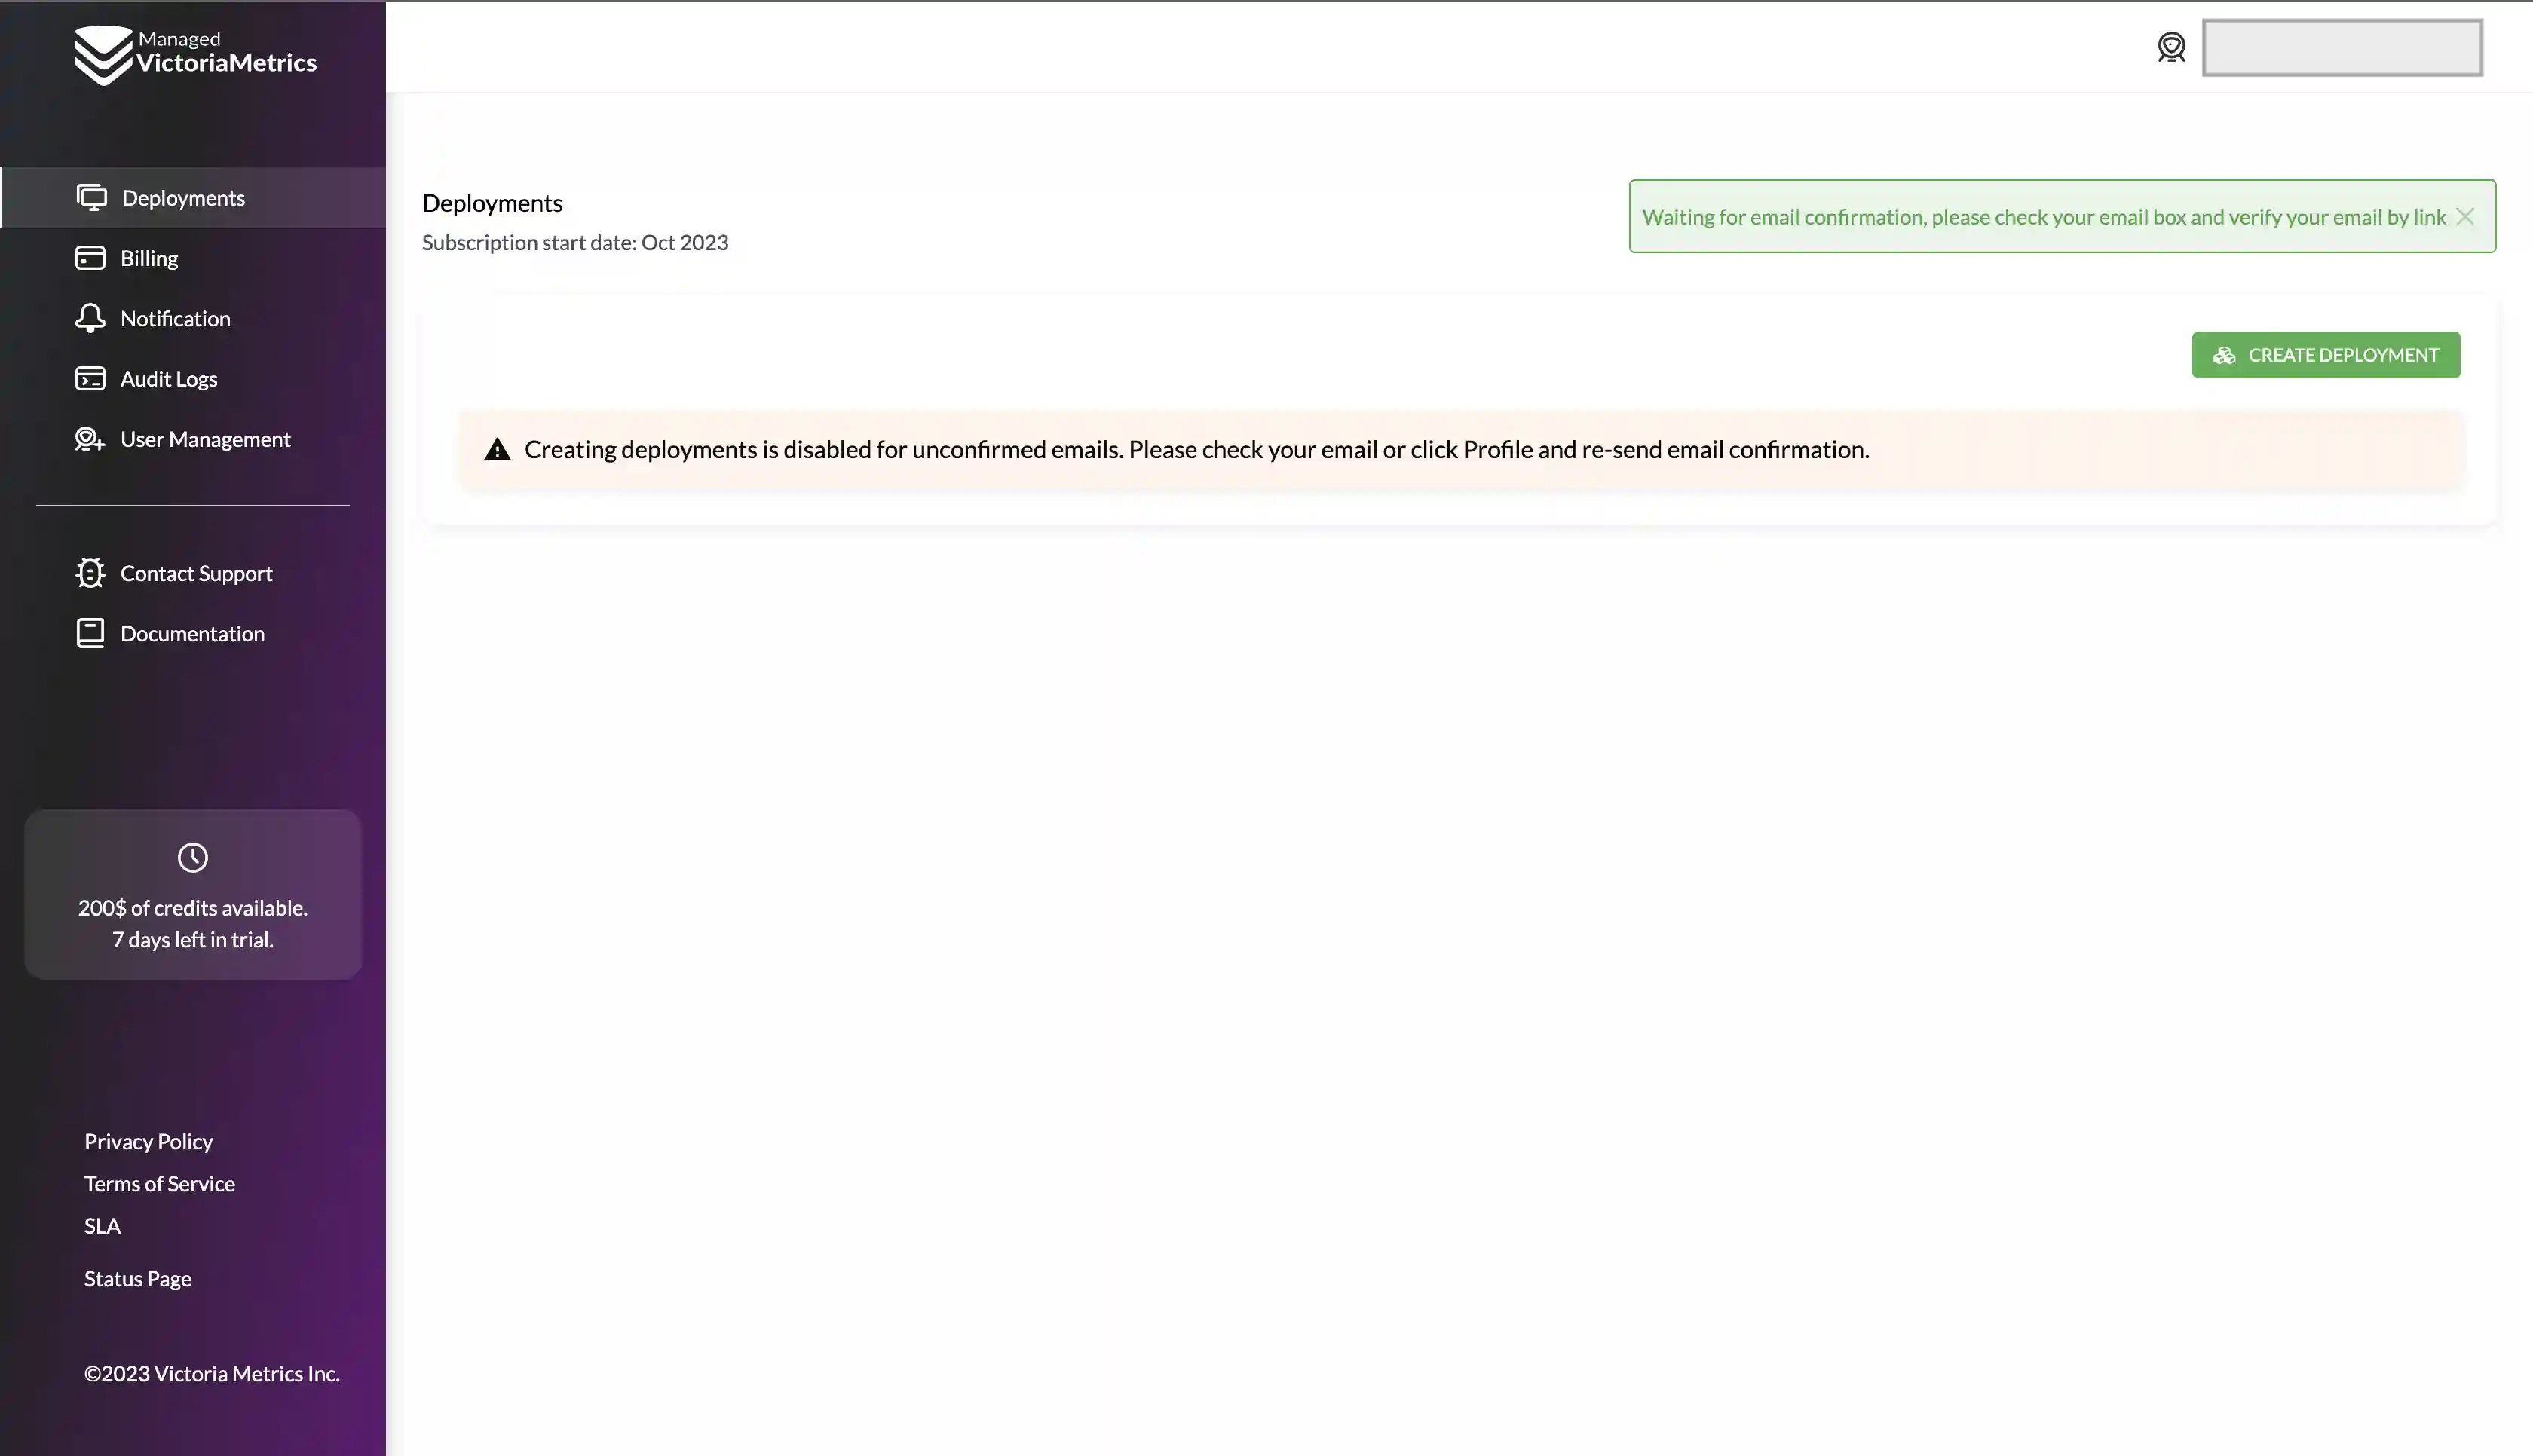 Managed
VictoriaMetrics
Deployments
Billing
Notification
Audit Logs
User Management
Contact Support
Documentation
200$ of credits available.
7 days left in trial.
Privacy Policy
Terms of Service
SLA
Status Page
©2023 Victoria Metrics Inc.
Deployments
Subscription start date: Oct 2023
Waiting for email confirmation, please check your email box and verify your email by link
CREATE DEPLOYMENT
Creating deployments is disabled for unconfirmed emails. Please check your email or click Profile and re-send email confirmation.